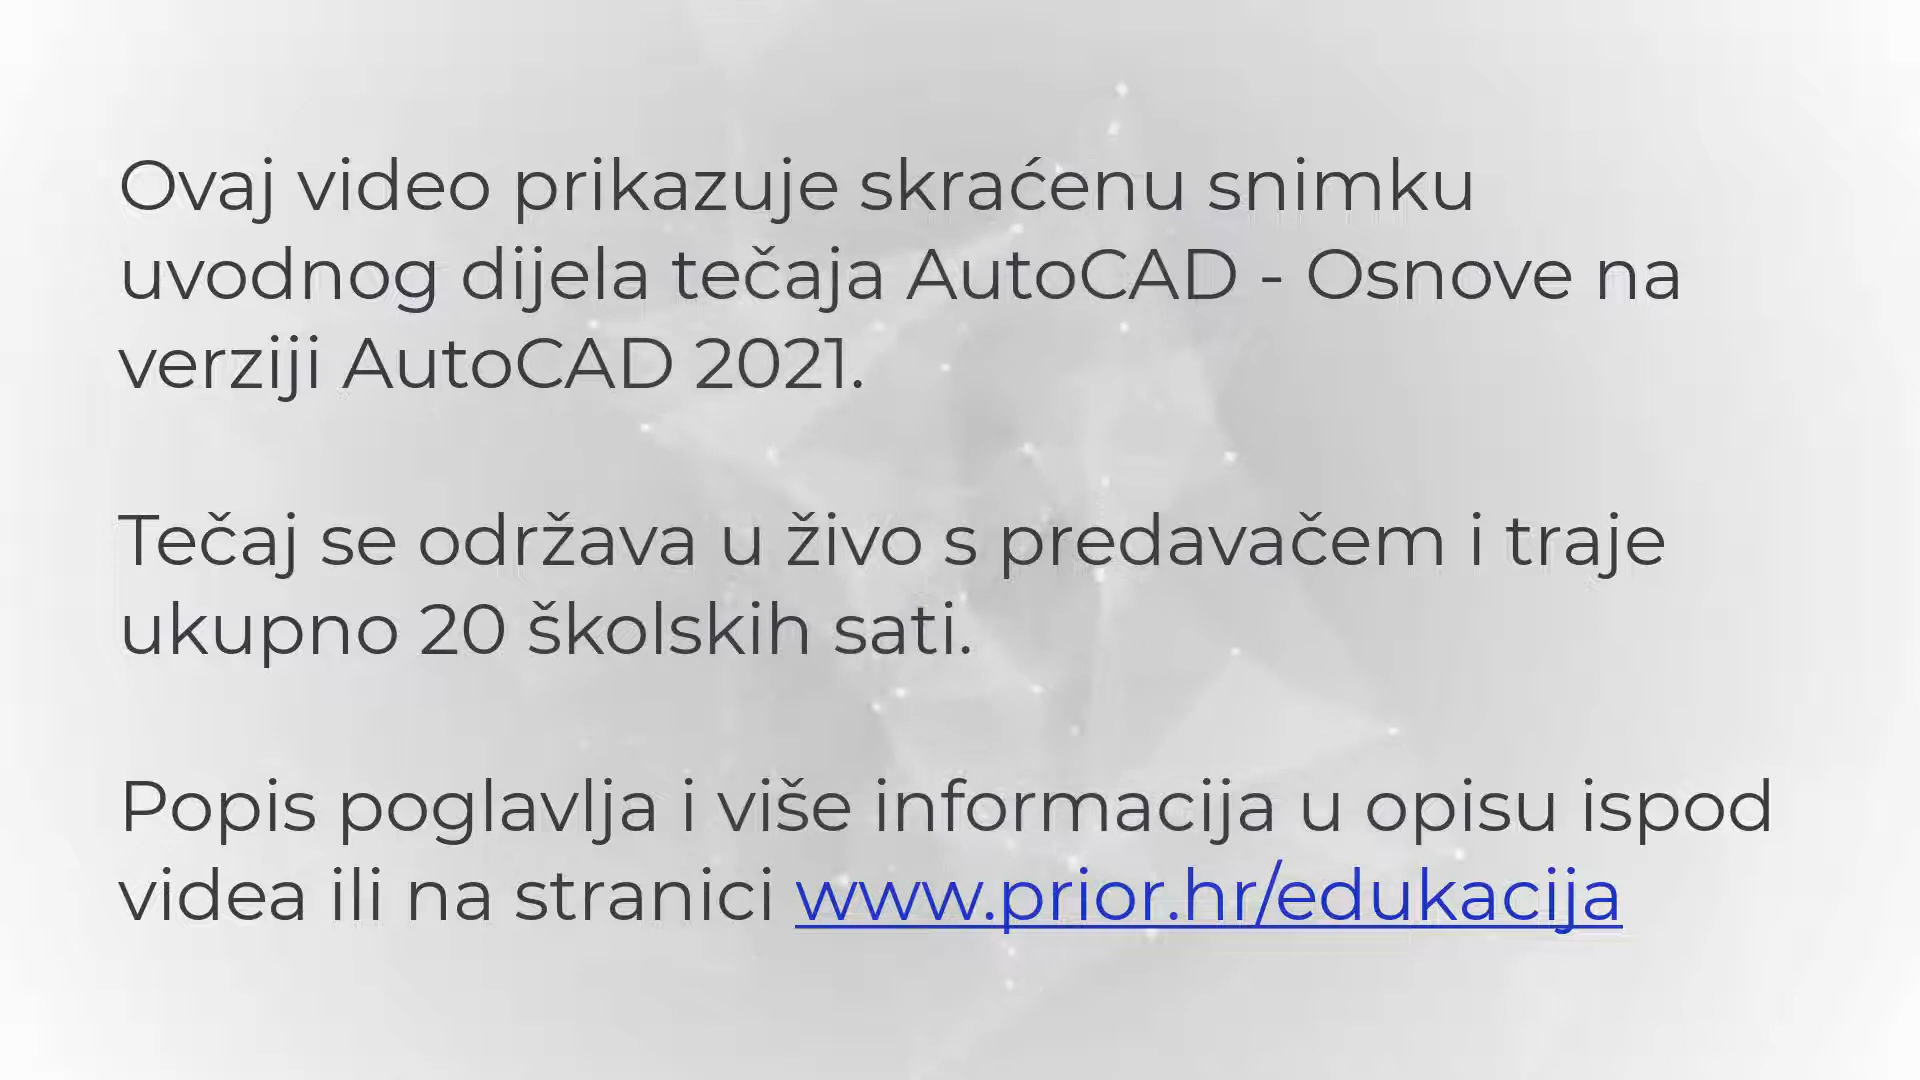 Ovaj video prikazuje skraćenu snimku
uvodnog dijela tečaja AutoCAD - Osnove na
verziji AutoCAD 2021.
Tečaj se održava u živo s predavačem i traje
ukupno 20 školskih sati.
Popis poglavlja i više informacija u opisu ispod
videa ili na stranici www.prior.hr/edukacija